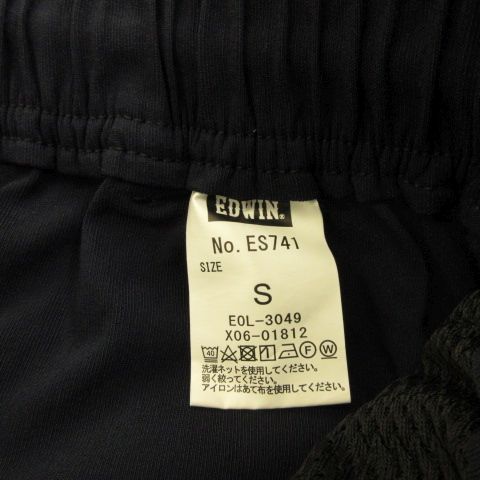 EDWIN®
No. ES741
SIZE
S
EOL-3049
X06-01812
40 P W
洗濯ネットを使用してください。
弱く絞ってください。
アイロンはあて布を使用してください。